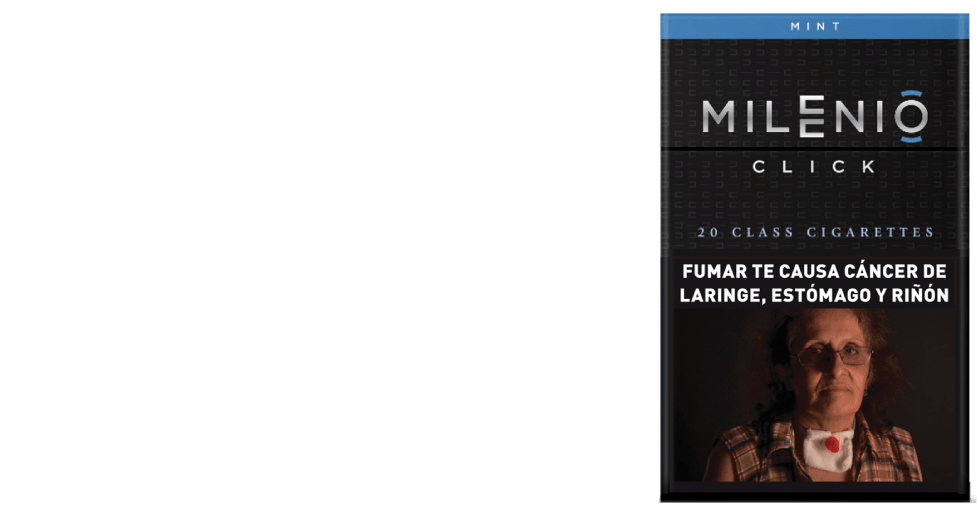 MINT
MILENIO
CLICK
20 CLASS CIGARETTES
FUMAR TE CAUSA CÁNCER DE
LARINGE, ESTÓMAGO Y RIÑÓN